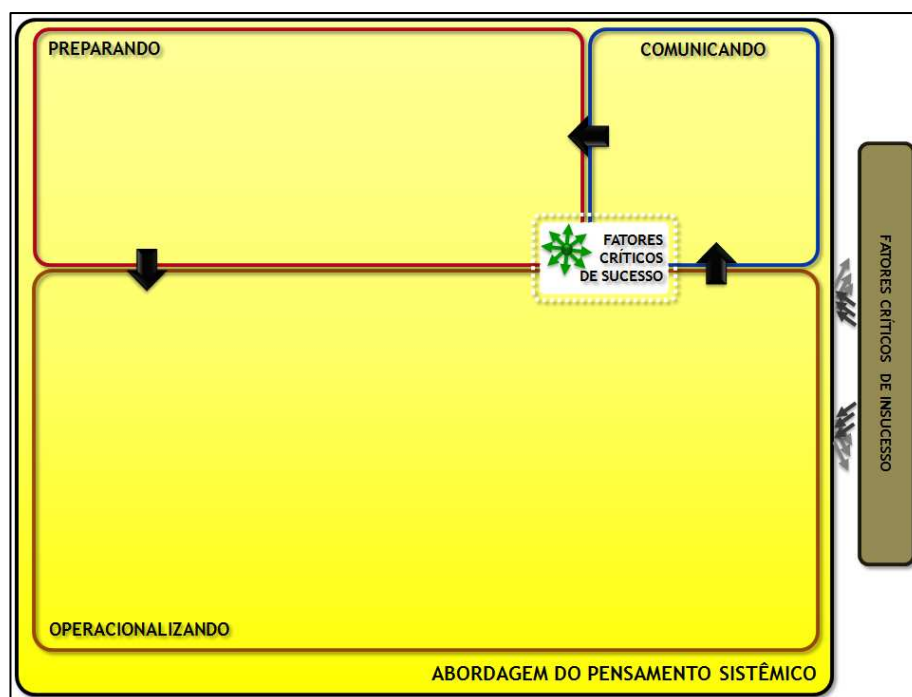 PREPARANDO
COMUNICANDO
FATORES
CRÍTICOS
DE SUCESSO
FATORES CRÍTICOS DE INSUCESSO
OPERACIONALIZANDO
ABORDAGEM DO PENSAMENTO SISTÊMICO